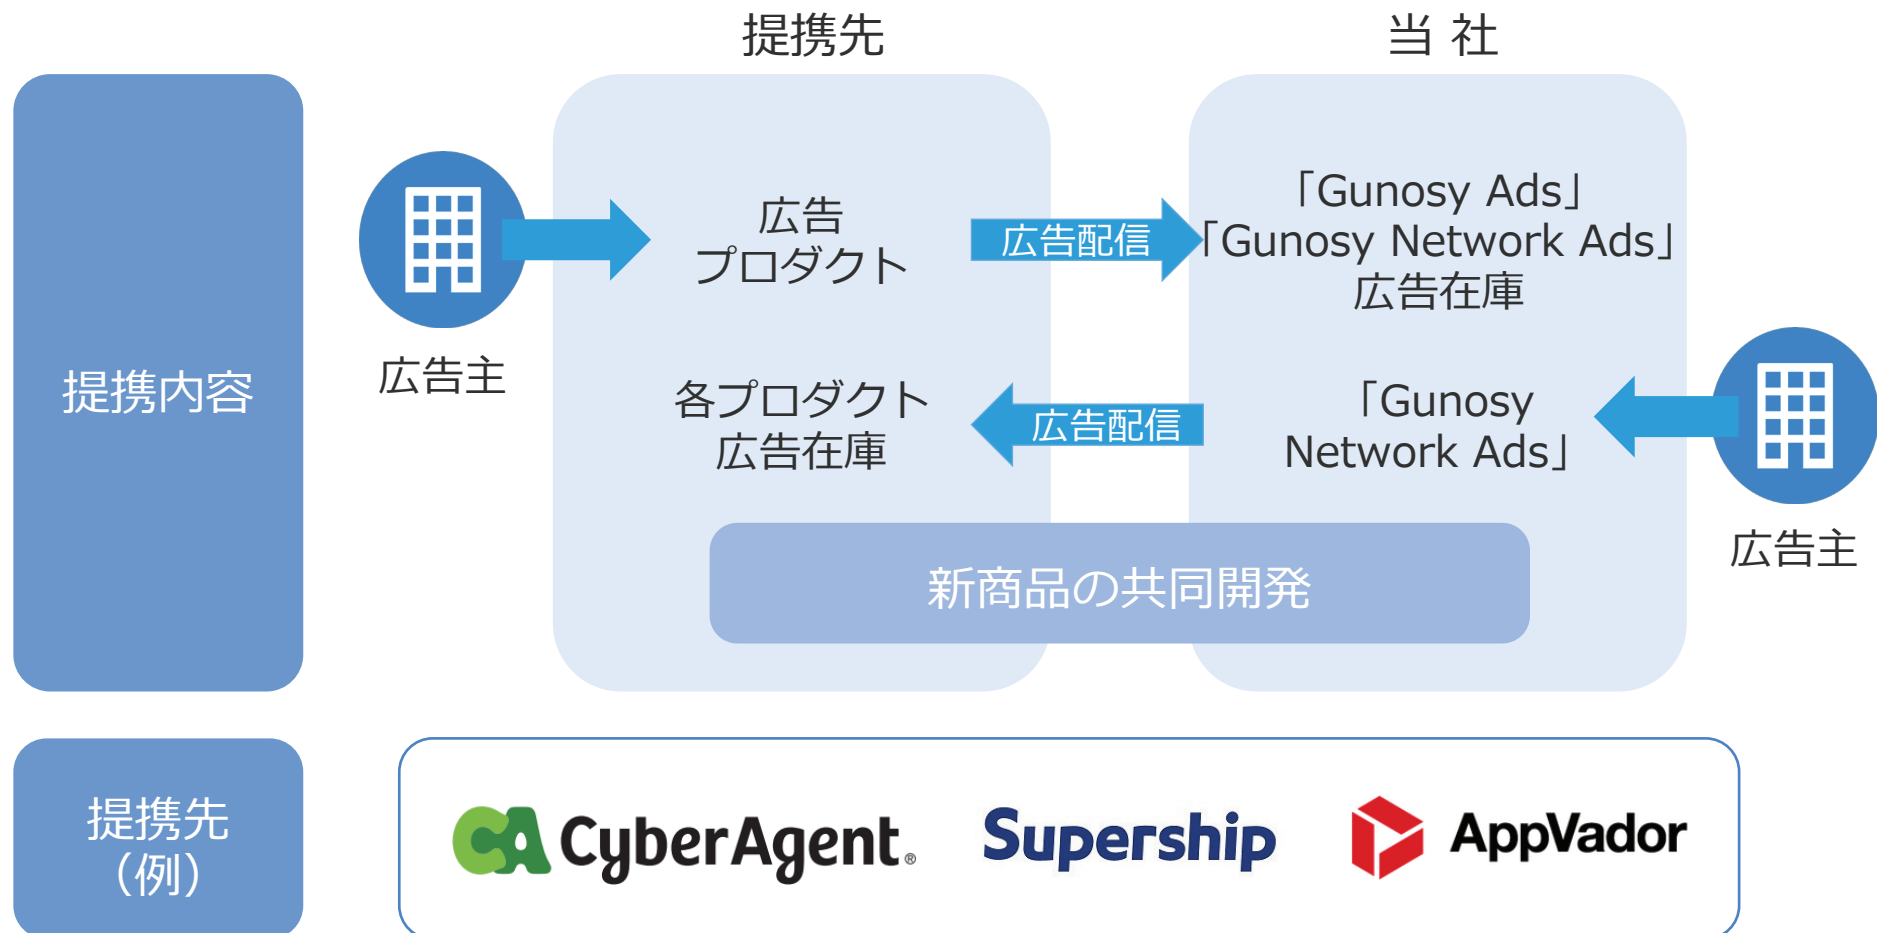 提携先
当 社
提携内容
広告主
広告
プロダクト
広告配信
「Gunosy Ads」
「Gunosy Network Ads」
広告在庫
各プロダクト
広告在庫
広告配信
「Gunosy
Network Ads」
広告主
新商品の共同開発
提携先
（例）
CA CyberAgent®
Supership
AppVador